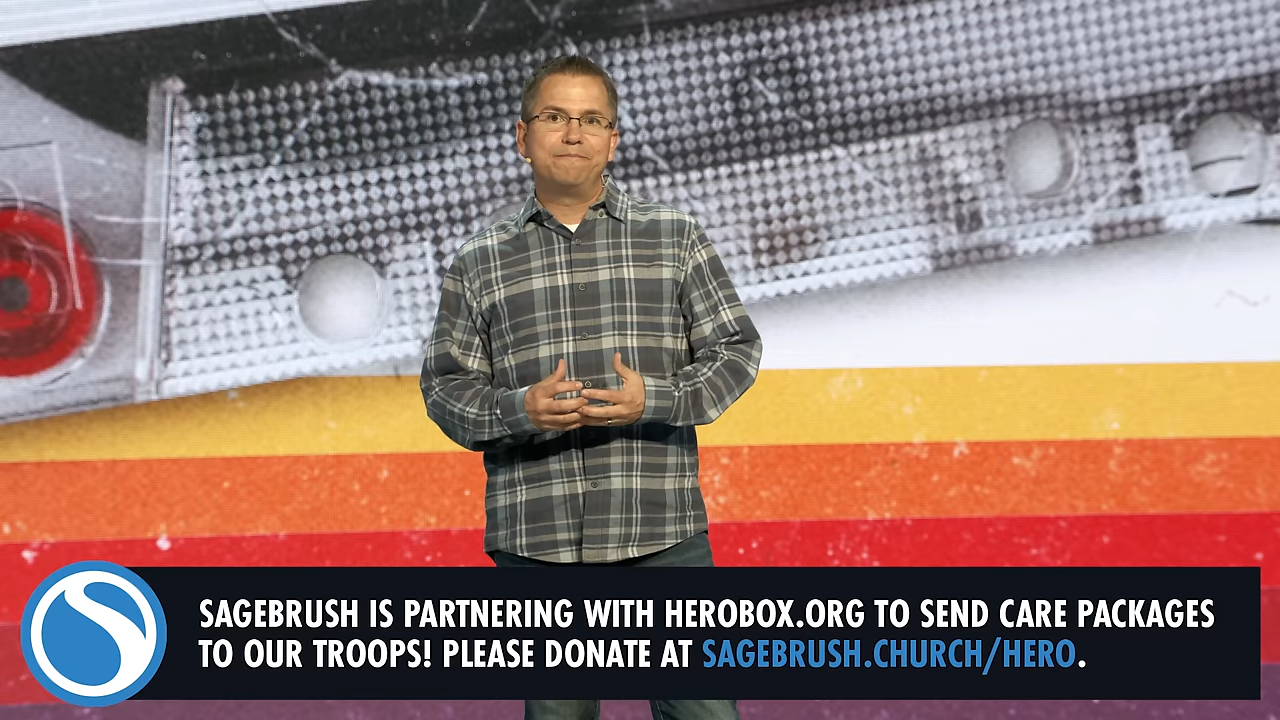 SAGEBRUSH IS PARTNERING WITH HEROBOX.ORG TO SEND CARE PACKAGES
TO OUR TROOPS! PLEASE DONATE AT SAGEBRUSH.CHURCH/HERO.